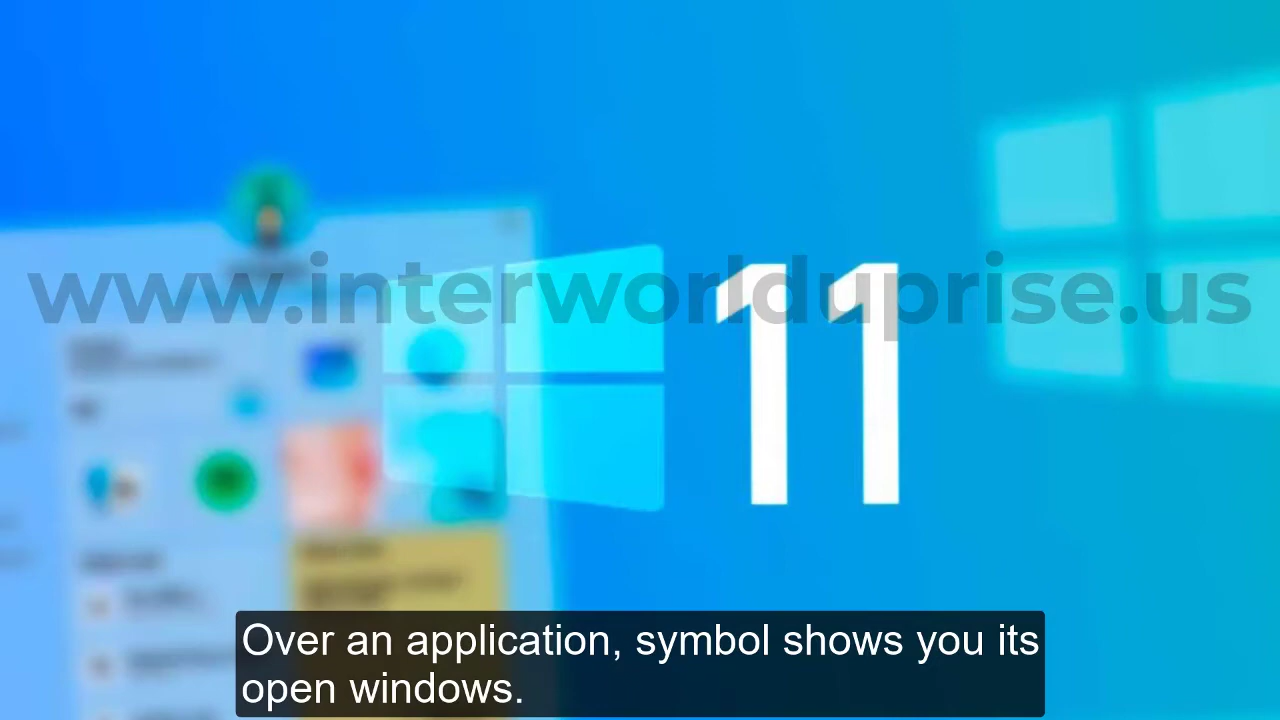 www.interworlduprise.us
11
Over an application, symbol shows you its
open windows.